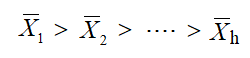 X̅₁ > X̅₂ > ···· > X̅h